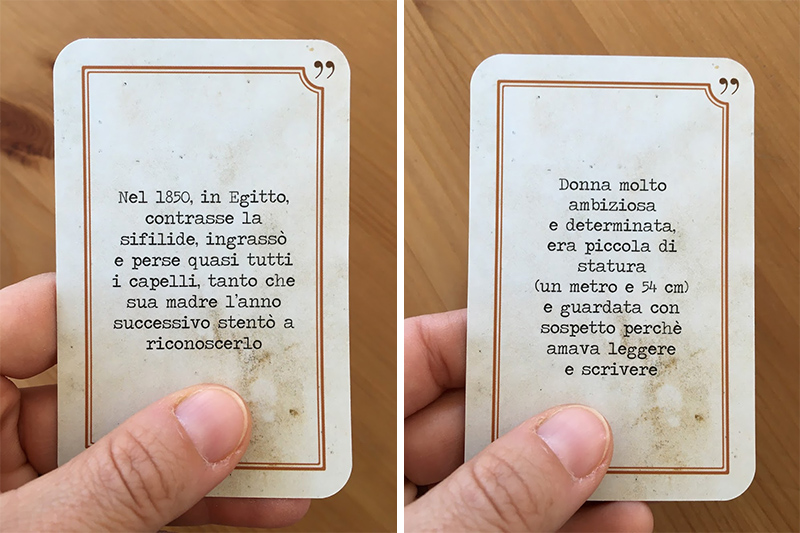 ”
Nel 1850, in Egitto,
contrasse la
sifilide, ingrassò
e perse quasi tutti
i capelli, tanto che
sua madre l'anno
successivo stentò a
riconoscerlo
”
Donna molto
ambiziosa
e determinata,
era piccola di
statura
(un metro e 54 cm)
e guardata con
sospetto perchè
amava leggere
e scrivere